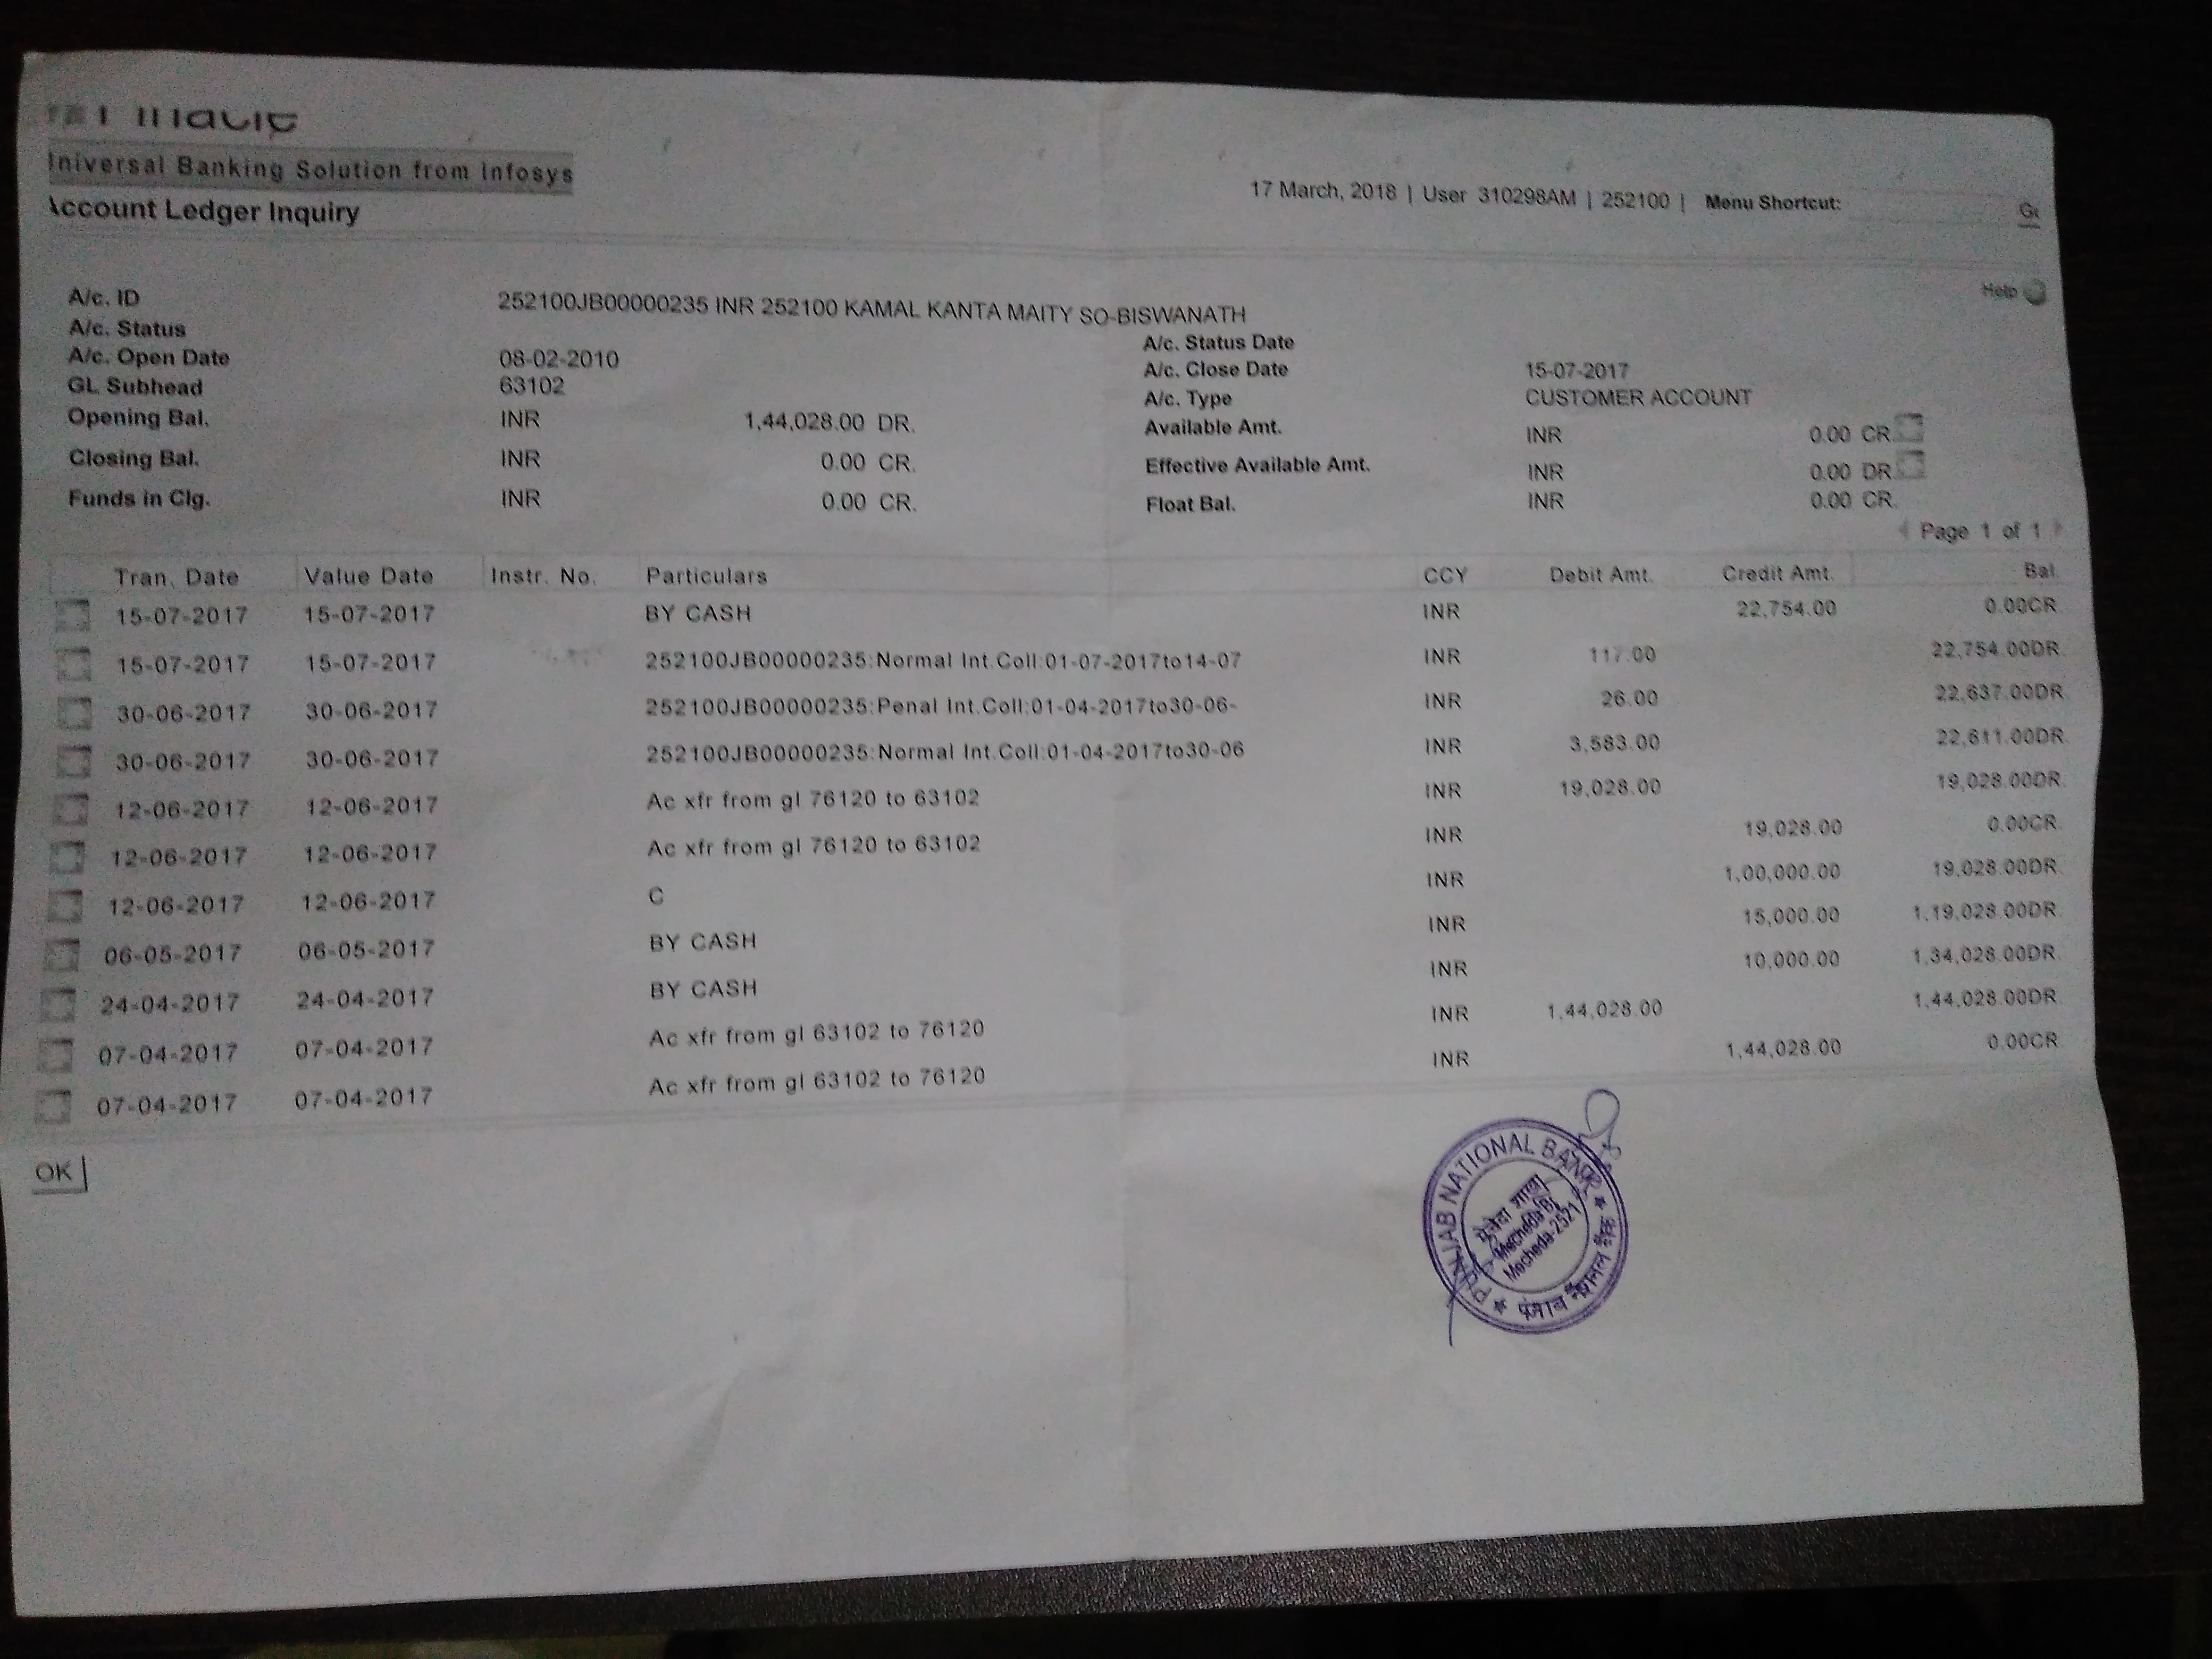 Finacle
Universal Banking Solution from Infosys
Account Ledger Inquiry
17 March, 2018 | User 310298AM | 252100 | Menu Shortcut:
Help
A/c. ID 252100JB00000235 INR 252100 KAMAL KANTA MAITY SO-BISWANATH
A/c. Status A/c. Status Date
A/c. Open Date 08-02-2010 A/c. Close Date 15-07-2017
GL Subhead 63102 A/c. Type CUSTOMER ACCOUNT
Opening Bal. INR 1,44,028.00 DR. Available Amt. INR 0.00 CR.
Closing Bal. INR 0.00 CR. Effective Available Amt. INR 0.00 DR.
Funds in Clg. INR 0.00 CR. Float Bal. INR 0.00 CR.
Page 1 of 1
Tran. Date Value Date Instr. No. Particulars CCY Debit Amt. Credit Amt. Bal.
15-07-2017 15-07-2017 BY CASH INR 22,754.00 0.00CR.
15-07-2017 15-07-2017 252100JB00000235:Normal Int.Coll:01-07-2017to14-07 INR 117.00 22,754.00DR.
30-06-2017 30-06-2017 252100JB00000235:Penal Int.Coll:01-04-2017to30-06- INR 26.00 22,637.00DR.
30-06-2017 30-06-2017 252100JB00000235:Normal Int.Coll:01-04-2017to30-06 INR 3,583.00 22,611.00DR.
12-06-2017 12-06-2017 Ac xfr from gl 76120 to 63102 INR 19,028.00 19,028.00DR.
12-06-2017 12-06-2017 Ac xfr from gl 76120 to 63102 INR 19,028.00 0.00CR.
12-06-2017 12-06-2017 C INR 1,00,000.00 19,028.00DR.
06-05-2017 06-05-2017 BY CASH INR 15,000.00 1,19,028.00DR.
24-04-2017 24-04-2017 BY CASH INR 10,000.00 1,34,028.00DR.
07-04-2017 07-04-2017 Ac xfr from gl 63102 to 76120 INR 1,44,028.00 1,44,028.00DR.
07-04-2017 07-04-2017 Ac xfr from gl 63102 to 76120 INR 1,44,028.00 0.00CR.
OK
PUNJAB NATIONAL BANK
शाखा
Mecheda Br.
Mecheda-2521
पंजाब नैशनल बैंक